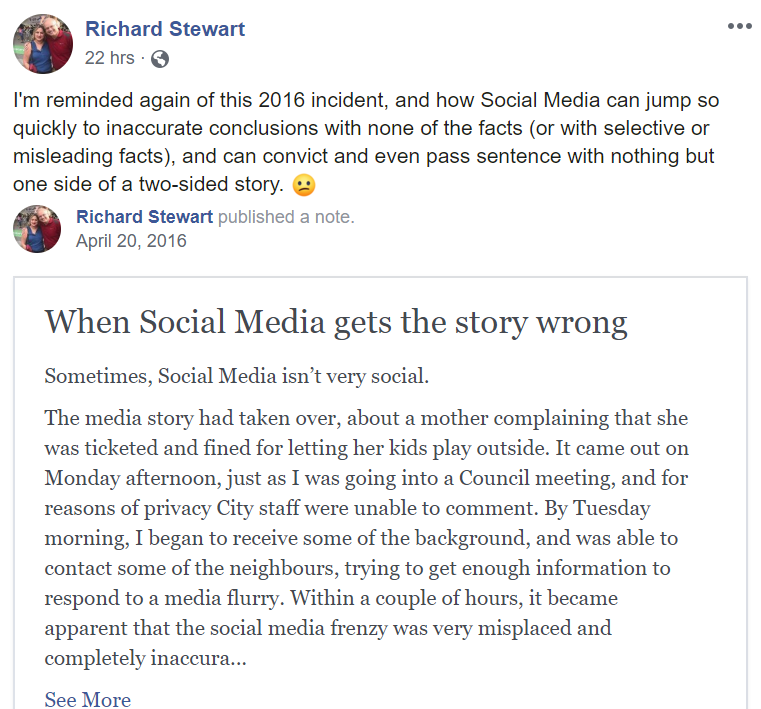 Richard Stewart
22 hrs ·
I'm reminded again of this 2016 incident, and how Social Media can jump so
quickly to inaccurate conclusions with none of the facts (or with selective or
misleading facts), and can convict and even pass sentence with nothing but
one side of a two-sided story. 😕
Richard Stewart published a note.
April 20, 2016
When Social Media gets the story wrong
Sometimes, Social Media isn’t very social.
The media story had taken over, about a mother complaining that she
was ticketed and fined for letting her kids play outside. It came out on
Monday afternoon, just as I was going into a Council meeting, and for
reasons of privacy City staff were unable to comment. By Tuesday
morning, I began to receive some of the background, and was able to
contact some of the neighbours, trying to get enough information to
respond to a media flurry. Within a couple of hours, it became
apparent that the social media frenzy was very misplaced and
completely inaccura...
See More